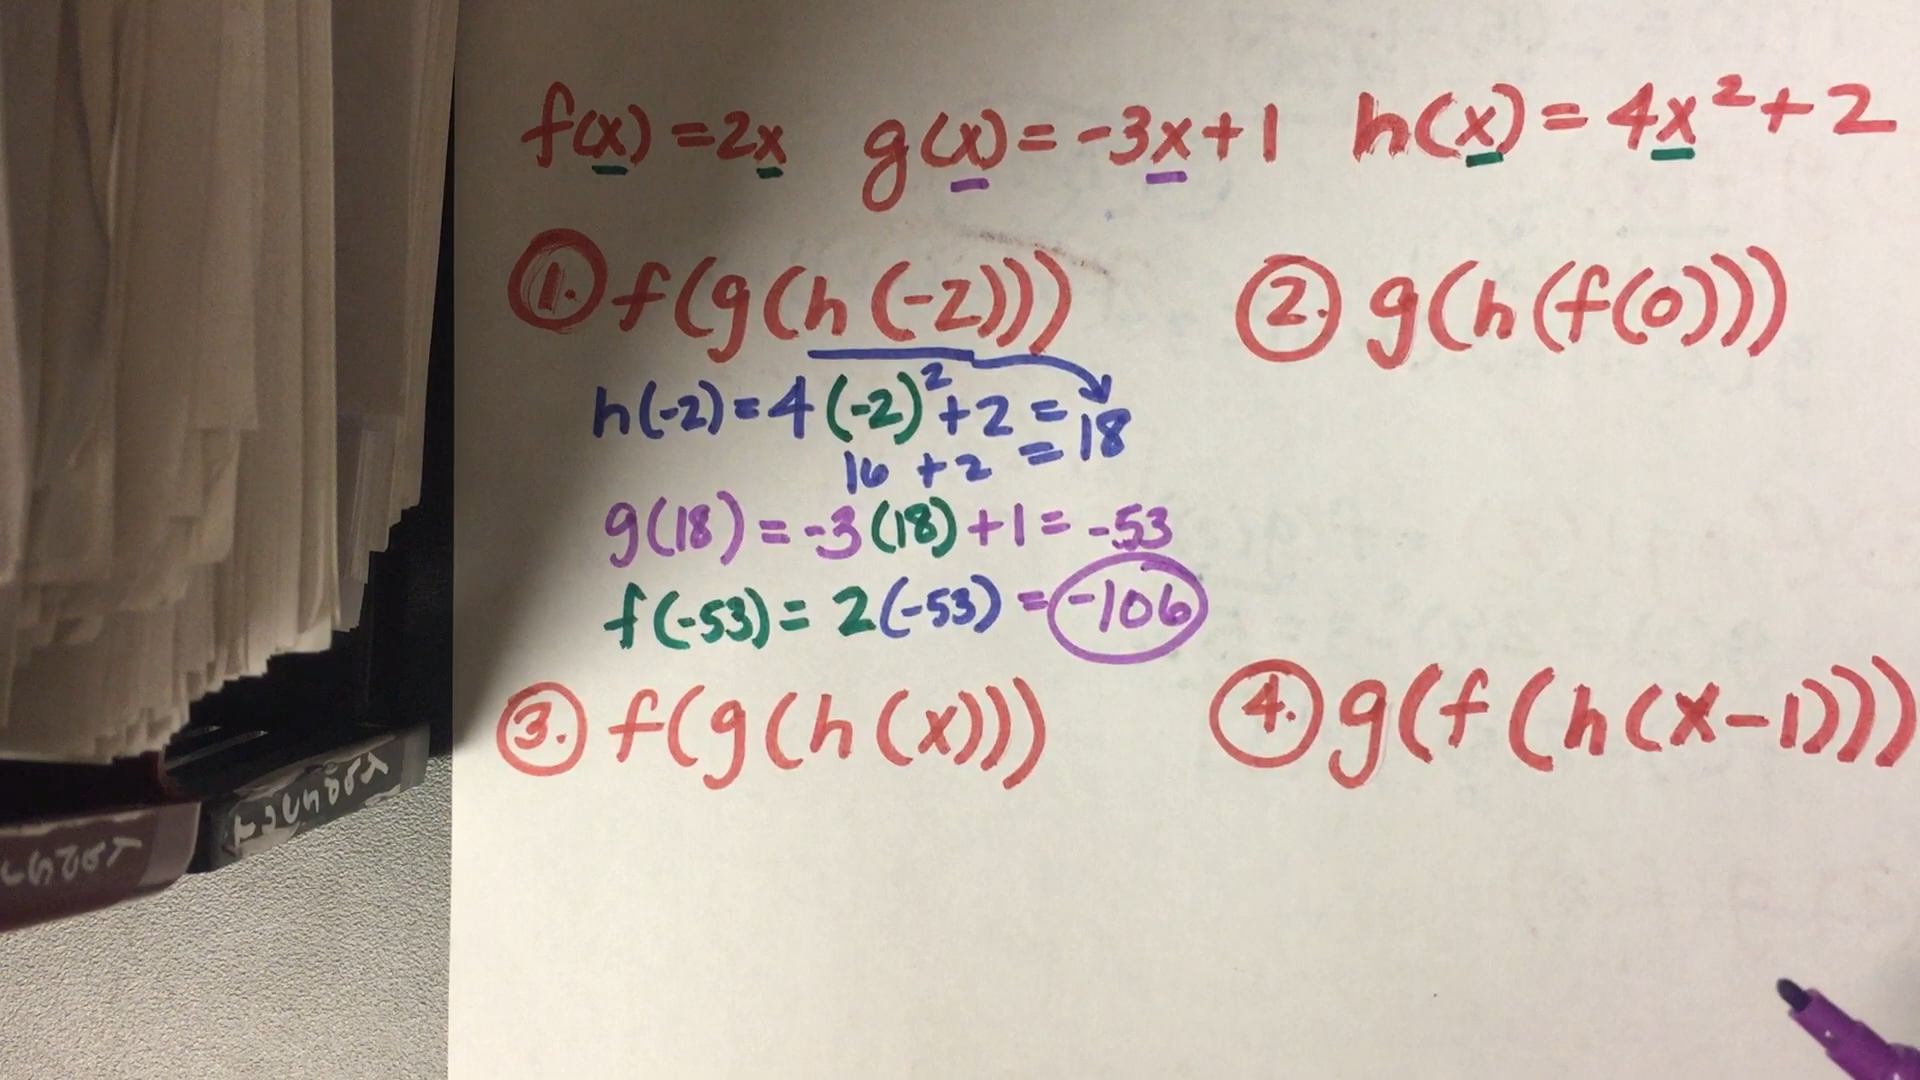 f(x) = 2x g(x) = -3x + 1 h(x) = 4x² + 2
1. f(g(h(-2)))
2. g(h(f(0)))
h(-2) = 4(-2)² + 2 = 18
16 + 2 = 18
g(18) = -3(18) + 1 = -53
f(-53) = 2(-53) = -106
3. f(g(h(x)))
4. g(f(h(x-1)))